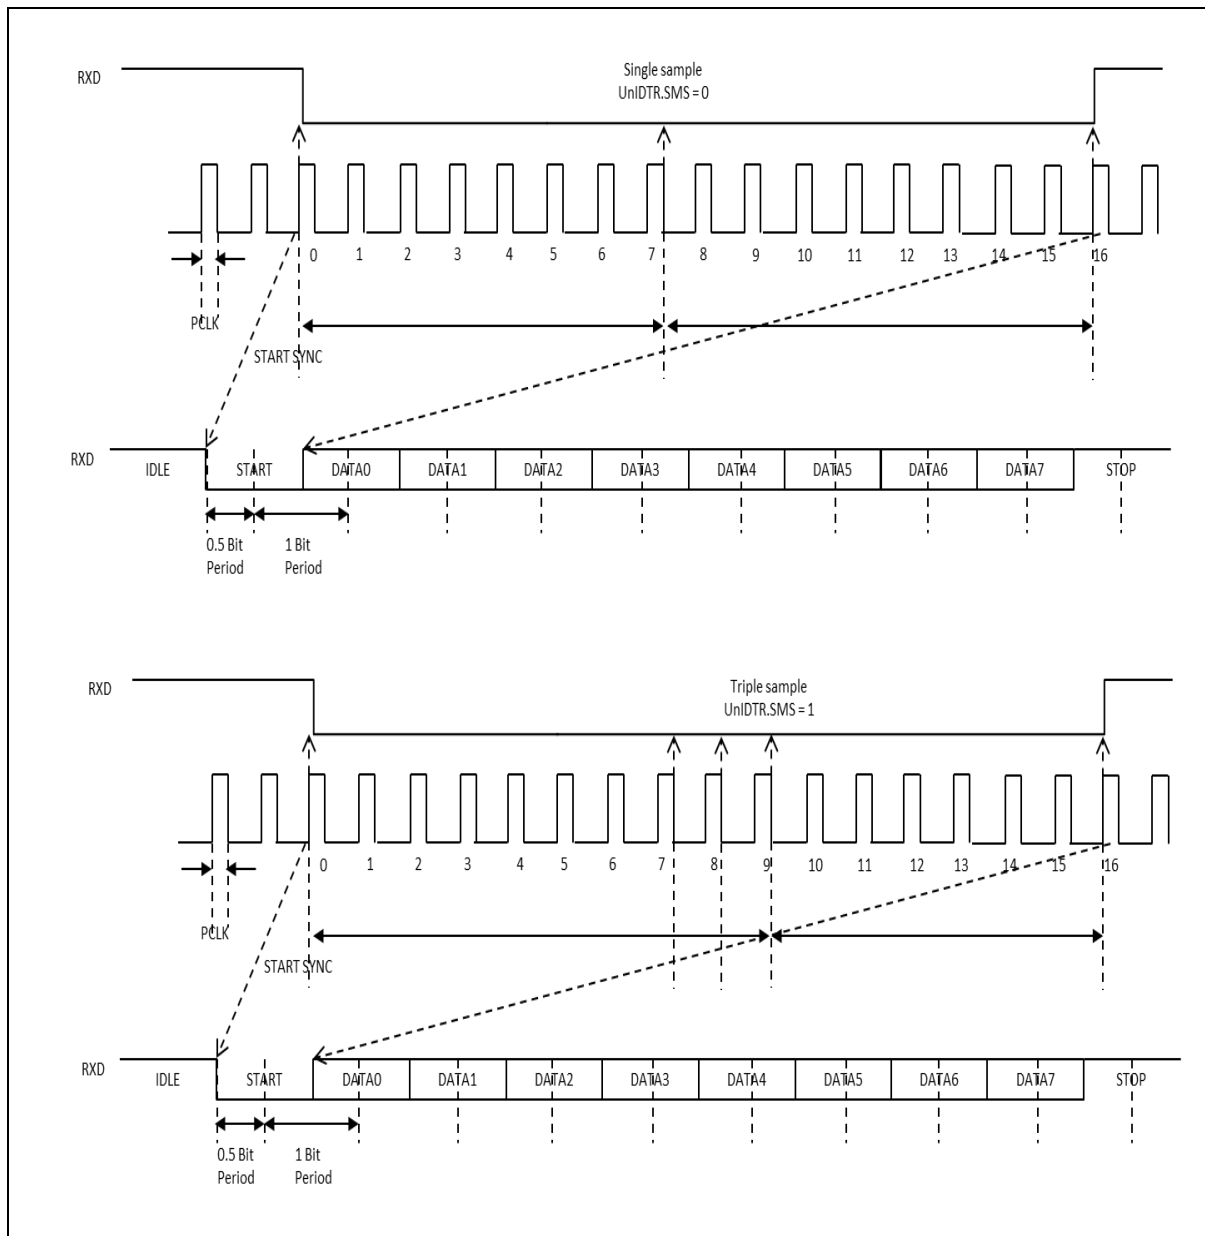 RXD
Single sample
UnIDTR.SMS = 0
0 1 2 3 4 5 6 7 8 9 10 11 12 13 14 15 16
PCLK
START SYNC
RXD
IDLE START DATA0 DATA1 DATA2 DATA3 DATA4 DATA5 DATA6 DATA7 STOP
0.5 Bit Period
1 Bit Period
RXD
Triple sample
UnIDTR.SMS = 1
0 1 2 3 4 5 6 7 8 9 10 11 12 13 14 15 16
PCLK
START SYNC
RXD
IDLE START DATA0 DATA1 DATA2 DATA3 DATA4 DATA5 DATA6 DATA7 STOP
0.5 Bit Period
1 Bit Period